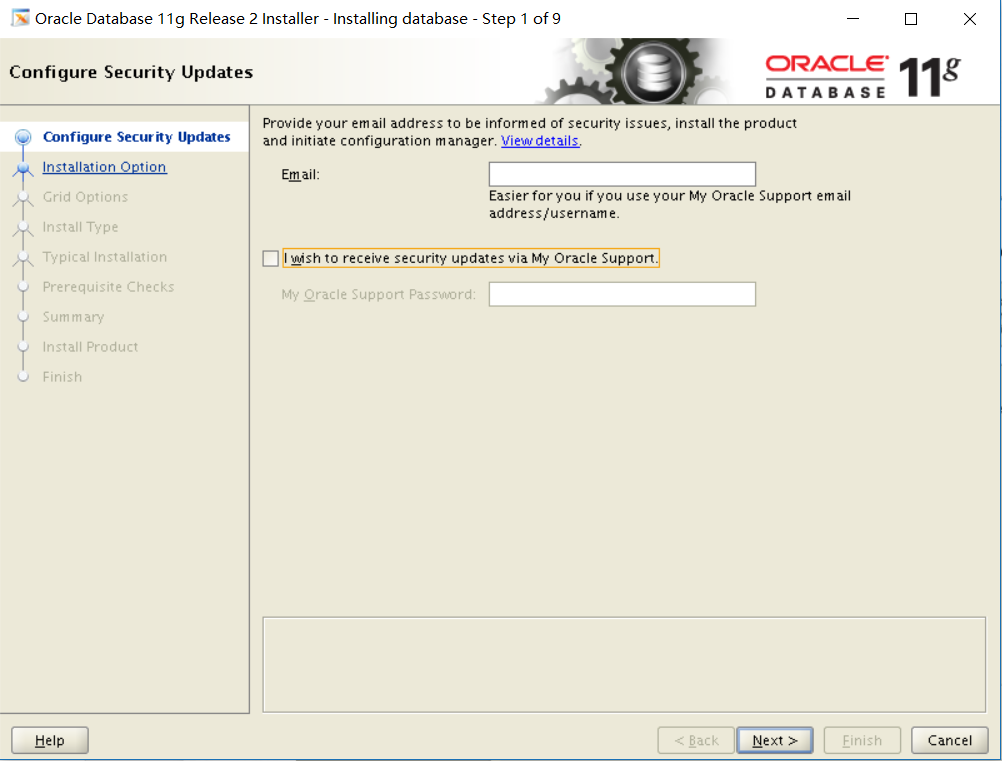 Oracle Database 11g Release 2 Installer - Installing database - Step 1 of 9
Configure Security Updates
ORACLE
DATABASE
11g
Configure Security Updates
Installation Option
Grid Options
Install Type
Typical Installation
Prerequisite Checks
Summary
Install Product
Finish
Provide your email address to be informed of security issues, install the product
and initiate configuration manager. View details.
Email:
Easier for you if you use your My Oracle Support email
address/username.
I wish to receive security updates via My Oracle Support.
My Oracle Support Password:
Help
< Back
Next >
Finish
Cancel